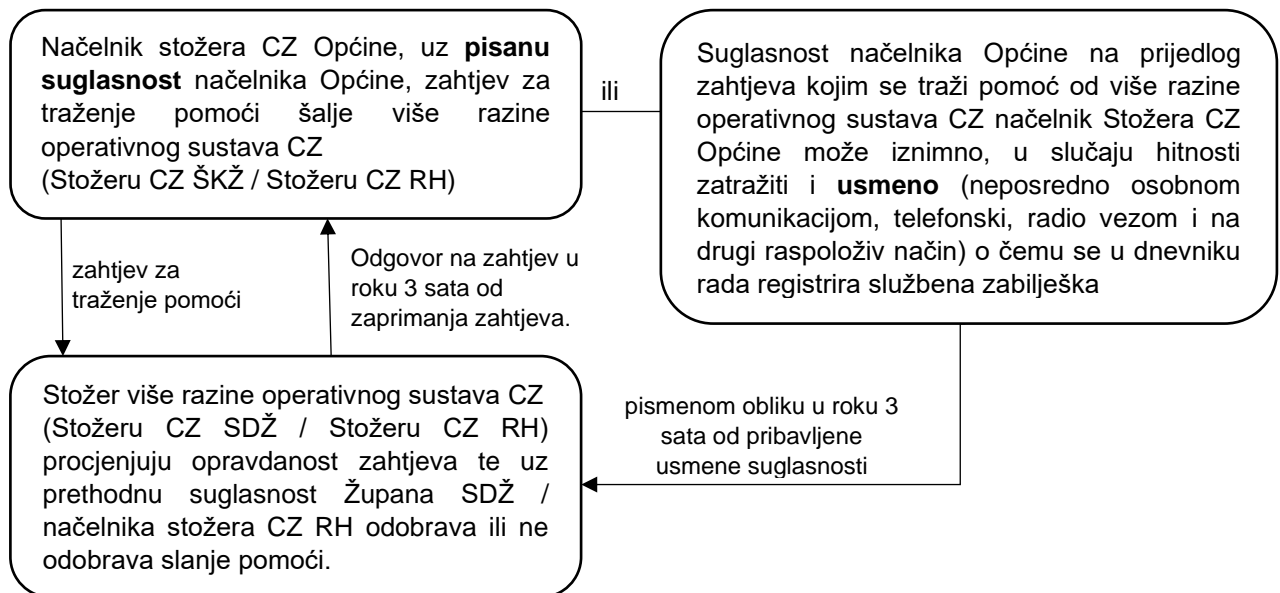 Načelnik stožera CZ Općine, uz pisanu
suglasnost načelnika Općine, zahtjev za
traženje pomoći šalje više razine
operativnog sustava CZ
(Stožeru CZ ŠKŽ / Stožeru CZ RH)
ili
Suglasnost načelnika Općine na prijedlog
zahtjeva kojim se traži pomoć od više razine
operativnog sustava CZ načelnik Stožera CZ
Općine može iznimno, u slučaju hitnosti
zatražiti i usmeno (neposredno osobnom
komunikacijom, telefonski, radio vezom i na
drugi raspoloživ način) o čemu se u dnevniku
rada registrira službena zabilješka
zahtjev za
traženje pomoći
Odgovor na zahtjev u
roku 3 sata od
zaprimanja zahtjeva.
Stožer više razine operativnog sustava CZ
(Stožeru CZ SDŽ / Stožeru CZ RH)
procjenjuju opravdanost zahtjeva te uz
prethodnu suglasnost Župana SDŽ /
načelnika stožera CZ RH odobrava ili ne
odobrava slanje pomoći.
pismenom obliku u roku 3
sata od pribavljene
usmene suglasnosti